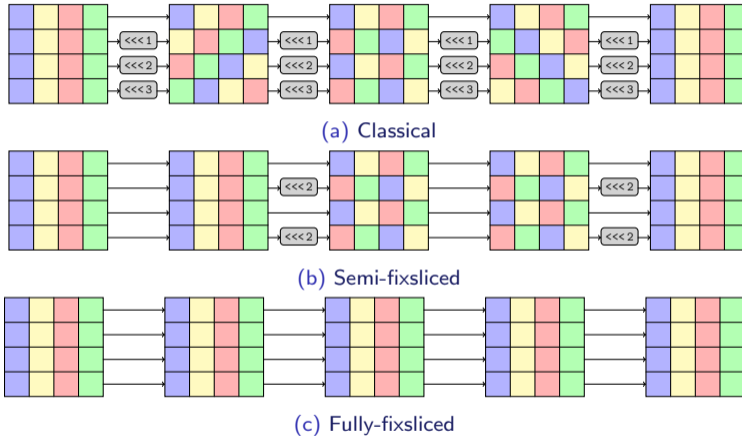 <<<1 <<<1 <<<1 <<<1
<<<2 <<<2 <<<2 <<<2
<<<3 <<<3 <<<3 <<<3
(a) Classical
<<<2 <<<2
<<<2 <<<2
(b) Semi-fixsliced
(c) Fully-fixsliced